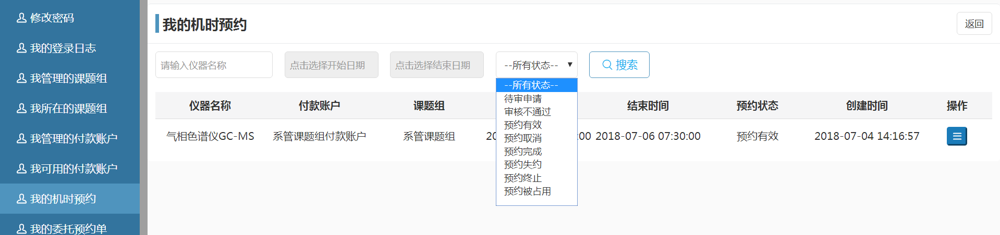 修改密码
我的登录日志
我管理的课题组
我所在的课题组
我管理的付款账户
我可用的付款账户
我的机时预约
我的委托预约单
我的机时预约
返回
请输入仪器名称
点击选择开始日期
点击选择结束日期
--所有状态--
搜索
--所有状态--
待审申请
审核不通过
预约有效
预约取消
预约完成
预约失约
预约终止
预约被占用
仪器名称 付款账户 课题组 结束时间 预约状态 创建时间 操作
气相色谱仪GC-MS 系管课题组付款账户 系管课题组 20 :00 2018-07-06 07:30:00 预约有效 2018-07-04 14:16:57